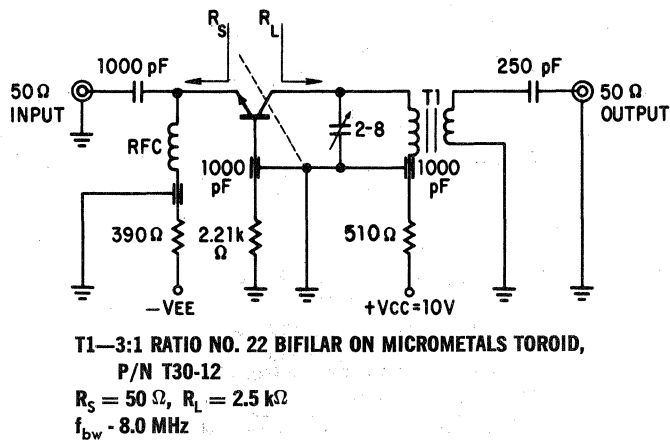 R_S R_L
1000 pF
250 pF
50 Ω
INPUT
T1
50 Ω
OUTPUT
2-8
RFC
1000
pF
1000
pF
390 Ω
2.21k
Ω
510 Ω
–VEE
+VCC = 10V
T1—3:1 RATIO NO. 22 BIFILAR ON MICROMETALS TOROID,
P/N T30-12
R_S = 50 Ω, R_L = 2.5 kΩ
f_bw - 8.0 MHz